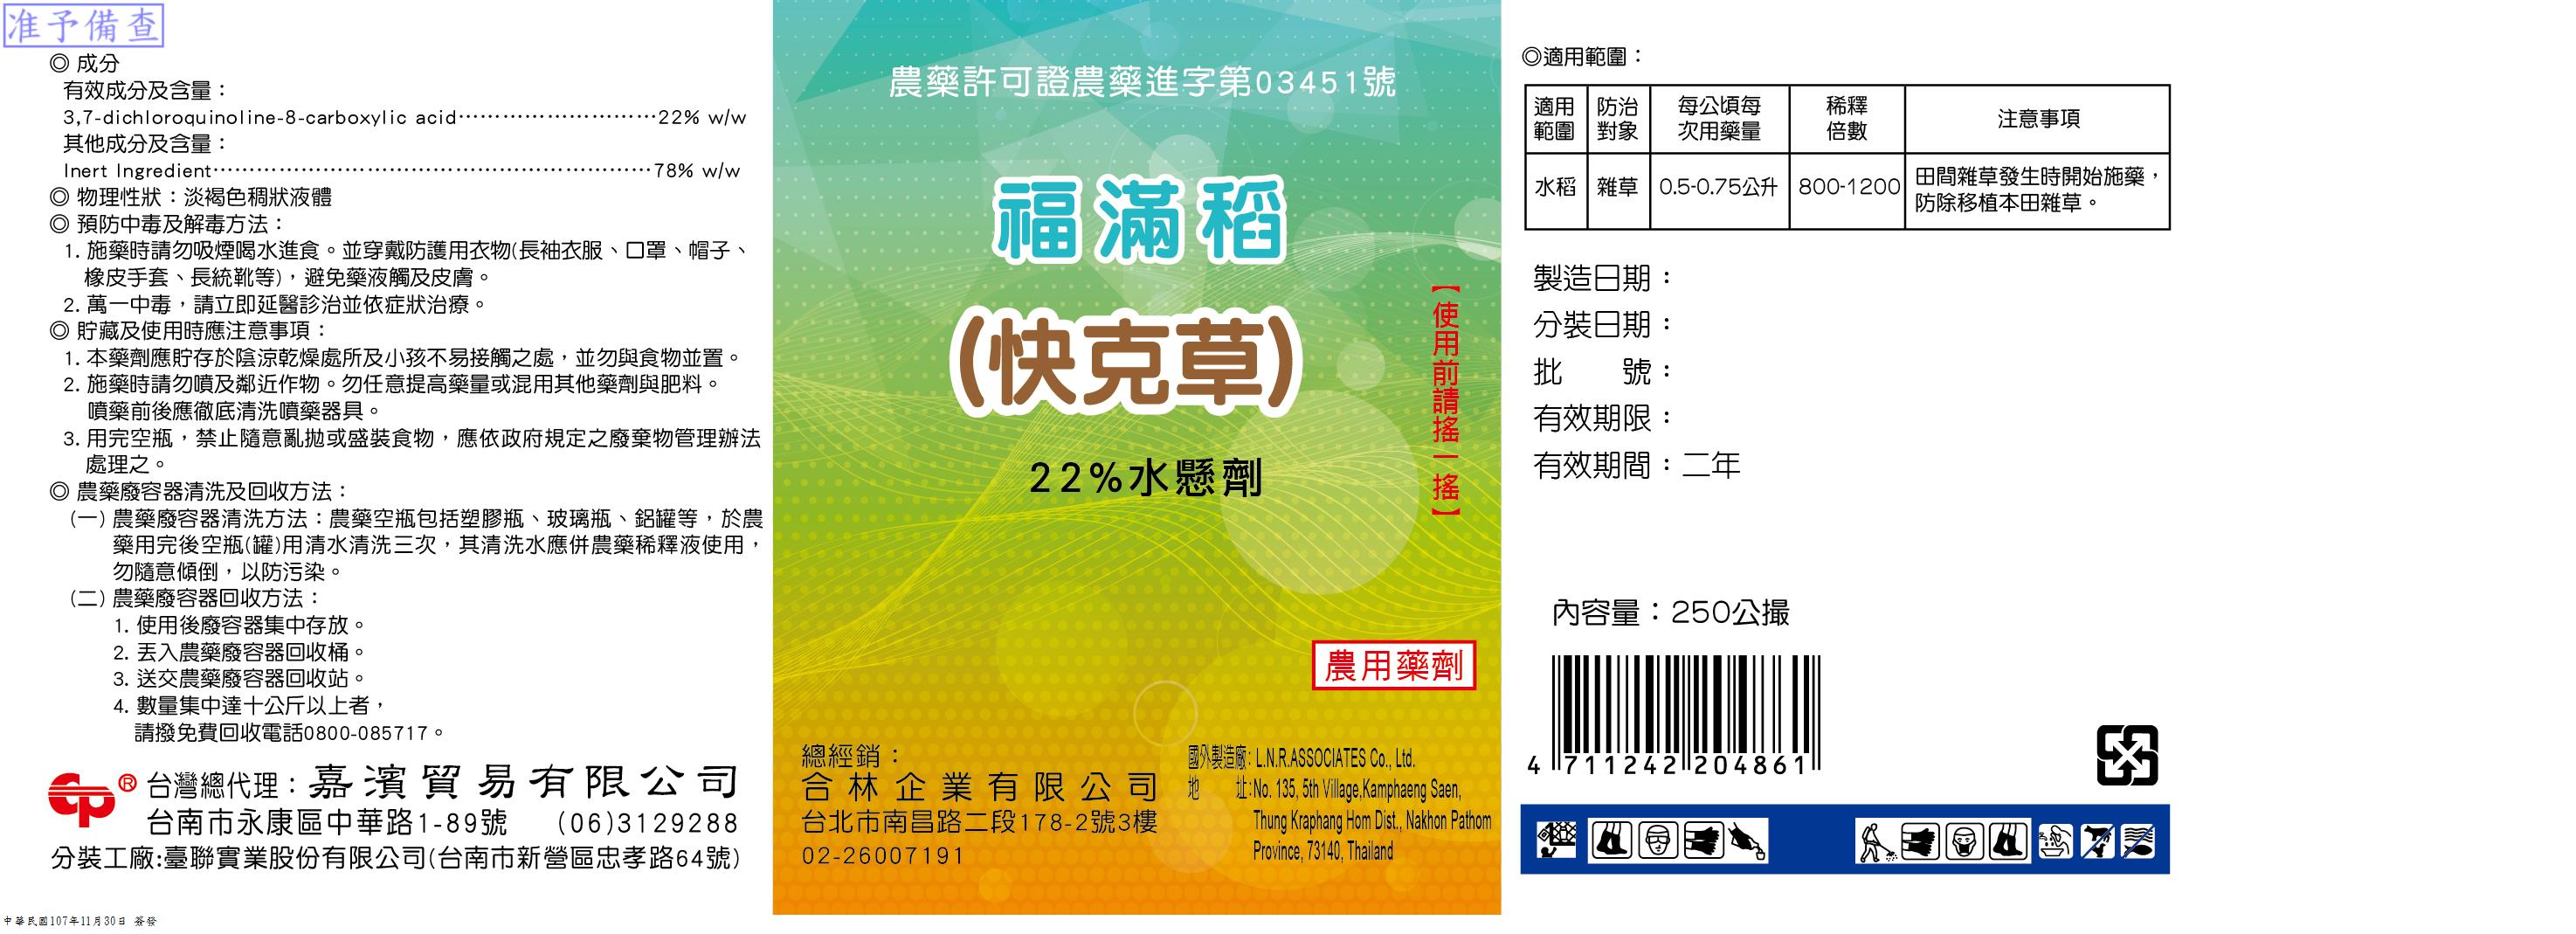 准予備查
◎ 成分
有效成分及含量：
3,7-dichloroquinoline-8-carboxylic acid………………………22% w/w
其他成分及含量：
Inert Ingredient……………………………………………………78% w/w
◎ 物理性狀：淡褐色稠狀液體
◎ 預防中毒及解毒方法：
1. 施藥時請勿吸煙喝水進食。並穿戴防護用衣物(長袖衣服、口罩、帽子、
橡皮手套、長統靴等)，避免藥液觸及皮膚。
2. 萬一中毒，請立即延醫診治並依症狀治療。
◎ 貯藏及使用時應注意事項：
1. 本藥劑應貯存於陰涼乾燥處所及小孩不易接觸之處，並勿與食物並置。
2. 施藥時請勿噴及鄰近作物。勿任意提高藥量或混用其他藥劑與肥料。
噴藥前後應徹底清洗噴藥器具。
3. 用完空瓶，禁止隨意亂拋或盛裝食物，應依政府規定之廢棄物管理辦法
處理之。
◎ 農藥廢容器清洗及回收方法：
(一) 農藥廢容器清洗方法：農藥空瓶包括塑膠瓶、玻璃瓶、鋁罐等，於農
藥用完後空瓶(罐)用清水清洗三次，其清洗水應併農藥稀釋液使用，
勿隨意傾倒，以防污染。
(二) 農藥廢容器回收方法：
1. 使用後廢容器集中存放。
2. 丟入農藥廢容器回收桶。
3. 送交農藥廢容器回收站。
4. 數量集中達十公斤以上者，
請撥免費回收電話0800-085717。
CP ® 台灣總代理：嘉濱貿易有限公司
台南市永康區中華路1-89號 (06)3129288
分裝工廠:臺聯實業股份有限公司(台南市新營區忠孝路64號)
中華民國107年11月30日 簽發
農藥許可證農藥進字第03451號
福滿稻
(快克草)
22%水懸劑
【使用前請搖一搖】
農用藥劑
總經銷：
合林企業有限公司
台北市南昌路二段178-2號3樓
02-26007191
國外製造廠: L.N.R.ASSOCIATES Co., Ltd.
地 址:No. 135, 5th Village,Kamphaeng Saen,
Thung Kraphang Hom Dist., Nakhon Pathom
Province, 73140, Thailand
◎適用範圍：
適用範圍 防治對象 每公頃每次用藥量 稀釋倍數 注意事項
水稻 雜草 0.5-0.75公升 800-1200 田間雜草發生時開始施藥，
防除移植本田雜草。
製造日期：
分裝日期：
批 號：
有效期限：
有效期間：二年
內容量：250公撮
4 711242 204861